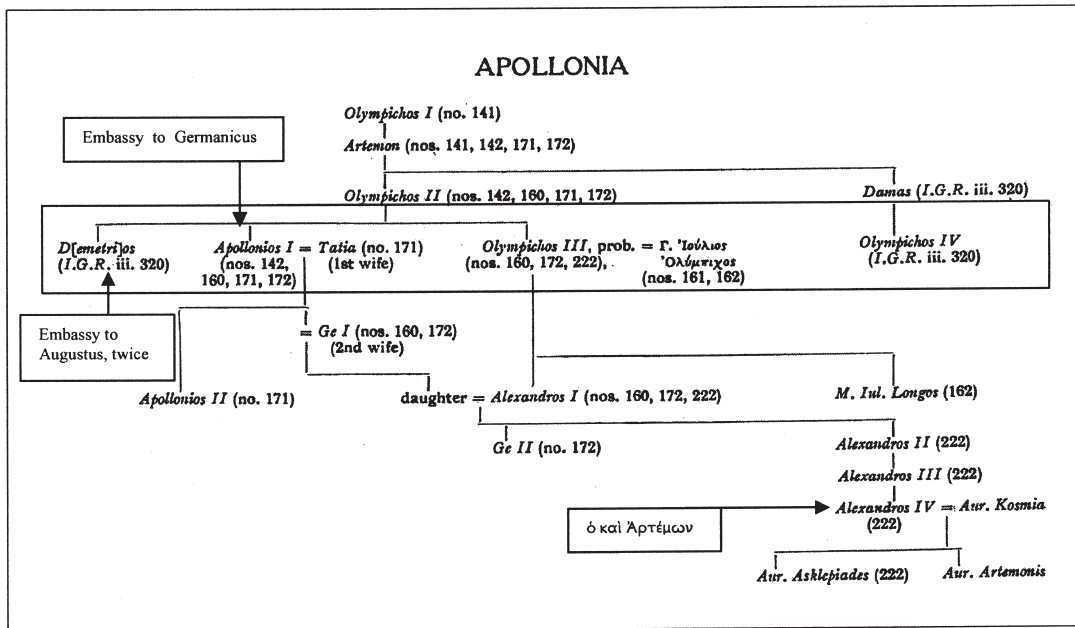 APOLLONIA
Olympichos I (no. 141)
Embassy to Germanicus
Artemon (nos. 141, 142, 171, 172)
Olympichos II (nos. 142, 160, 171, 172)
Damas (I.G.R. iii. 320)
D[emetri]os
(I.G.R. iii. 320)
Apollonios I = Tatia (no. 171)
(nos. 142, (1st wife)
160, 171, 172)
Olympichos III, prob. = Γ. Ἰούλιος
(nos. 160, 172, 222), Ὀλύμπιχος
(nos. 161, 162)
Olympichos IV
(I.G.R. iii. 320)
Embassy to
Augustus, twice
= Ge I (nos. 160, 172)
(2nd wife)
Apollonios II (no. 171)
daughter = Alexandros I (nos. 160, 172, 222)
M. Iul. Longos (162)
Ge II (no. 172)
Alexandros II (222)
Alexandros III (222)
ὁ καὶ Ἀρτέμων
Alexandros IV = Aur. Kosmia
(222)
Aur. Asklepiades (222)
Aur. Artemonis